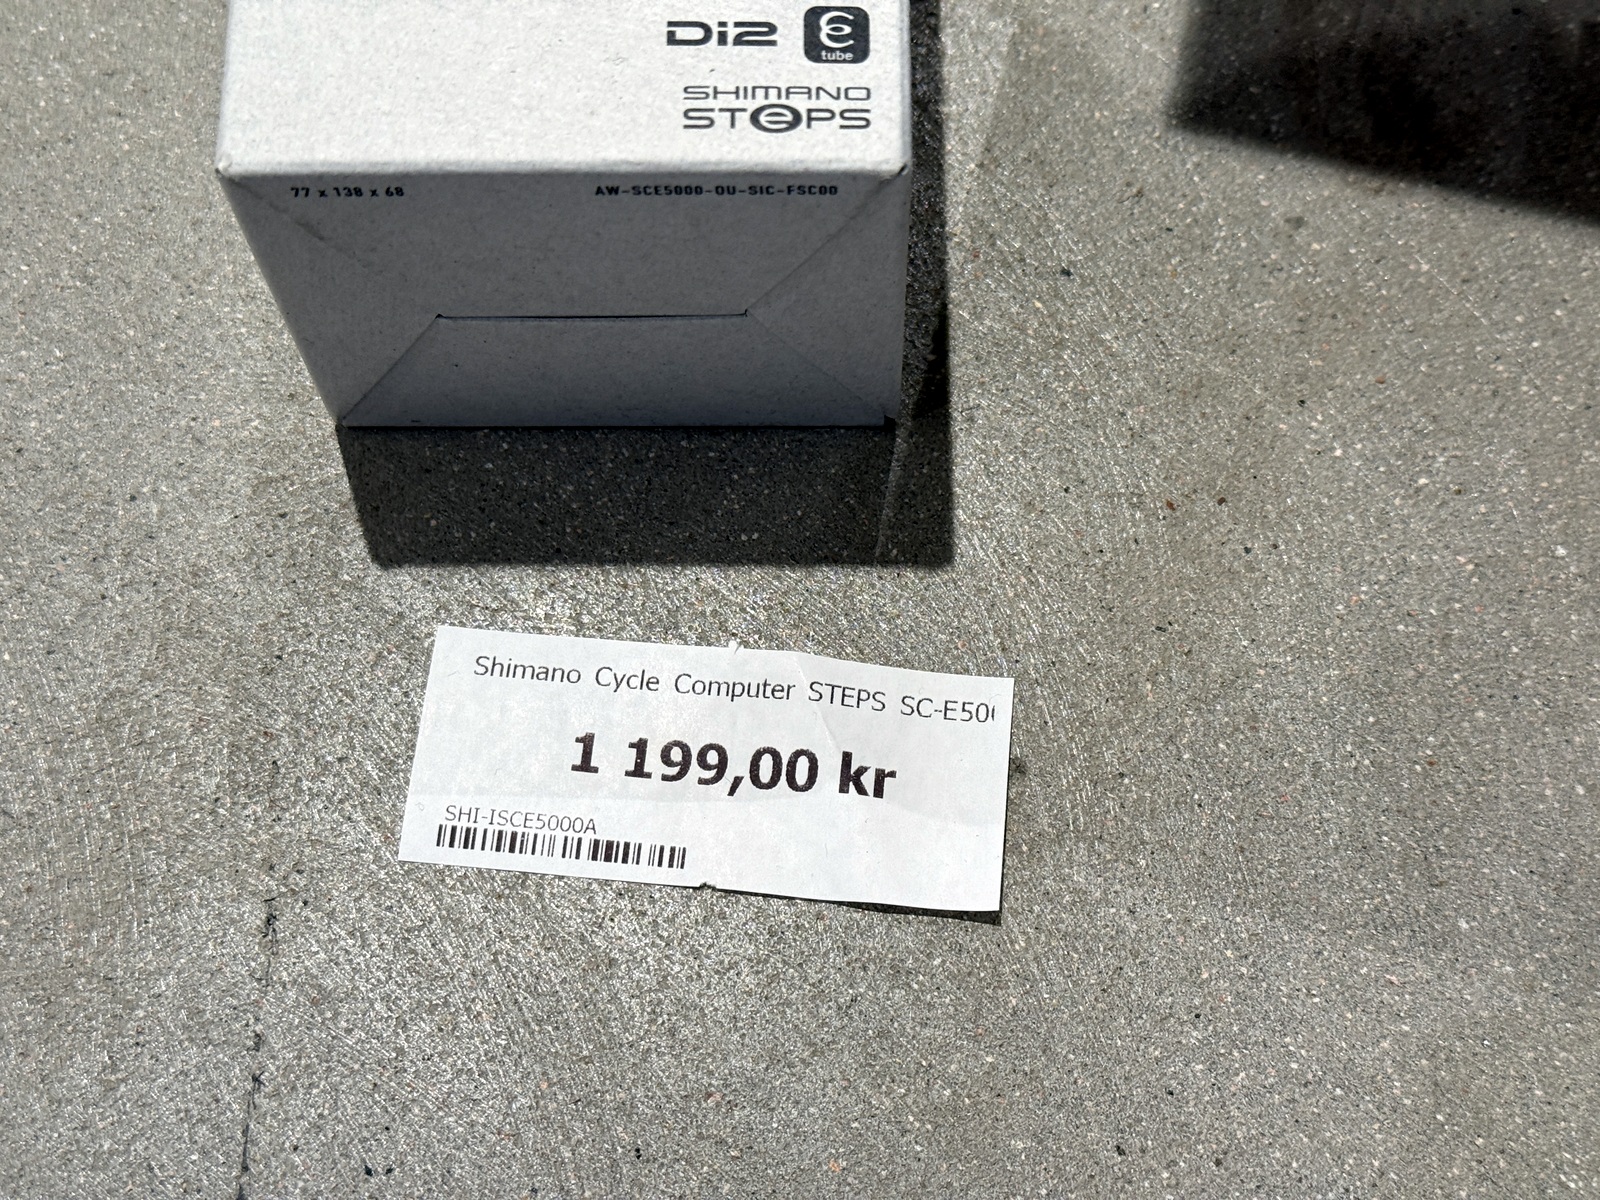 Di2
tube
SHIMANO
STePS
77 x 138 x 68
AW-SCE5000-OU-SIC-FSC00
Shimano Cycle Computer STEPS SC-E50
1 199,00 kr
SHI-ISCE5000A